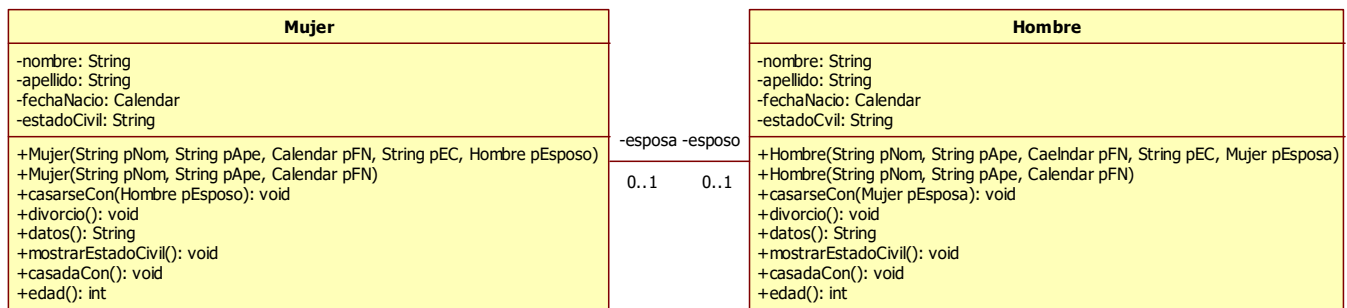 Mujer
-nombre: String
-apellido: String
-fechaNacio: Calendar
-estadoCivil: String
+Mujer(String pNom, String pApe, Calendar pFN, String pEC, Hombre pEsposo)
+Mujer(String pNom, String pApe, Calendar pFN)
+casarseCon(Hombre pEsposo): void
+divorcio(): void
+datos(): String
+mostrarEstadoCivil(): void
+casadaCon(): void
+edad(): int
-esposa -esposo
0..1 0..1
Hombre
-nombre: String
-apellido: String
-fechaNacio: Calendar
-estadoCvil: String
+Hombre(String pNom, String pApe, Caelndar pFN, String pEC, Mujer pEsposa)
+Hombre(String pNom, String pApe, Calendar pFN)
+casarseCon(Mujer pEsposa): void
+divorcio(): void
+datos(): String
+mostrarEstadoCivil(): void
+casadaCon(): void
+edad(): int